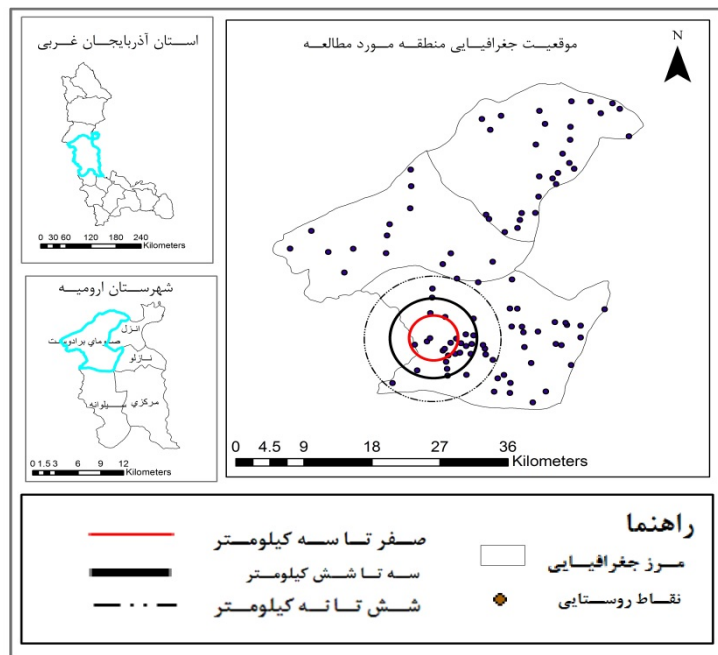 استان آذربایجان غربی
0 30 60 120 180 240
Kilometers
شهرستان ارومیه
انزل
صومای برادوست
نازلو
سیلوانه
مرکزی
0 1.5 3 6 9 12
Kilometers
موقعیت جغرافیایی منطقه مورد مطالعه
N
0 4.5 9 18 27 36
Kilometers
راهنما
مرز جغرافیایی
نقاط روستایی
صفر تا سه کیلومتر
سه تا شش کیلومتر
شش تا نه کیلومتر